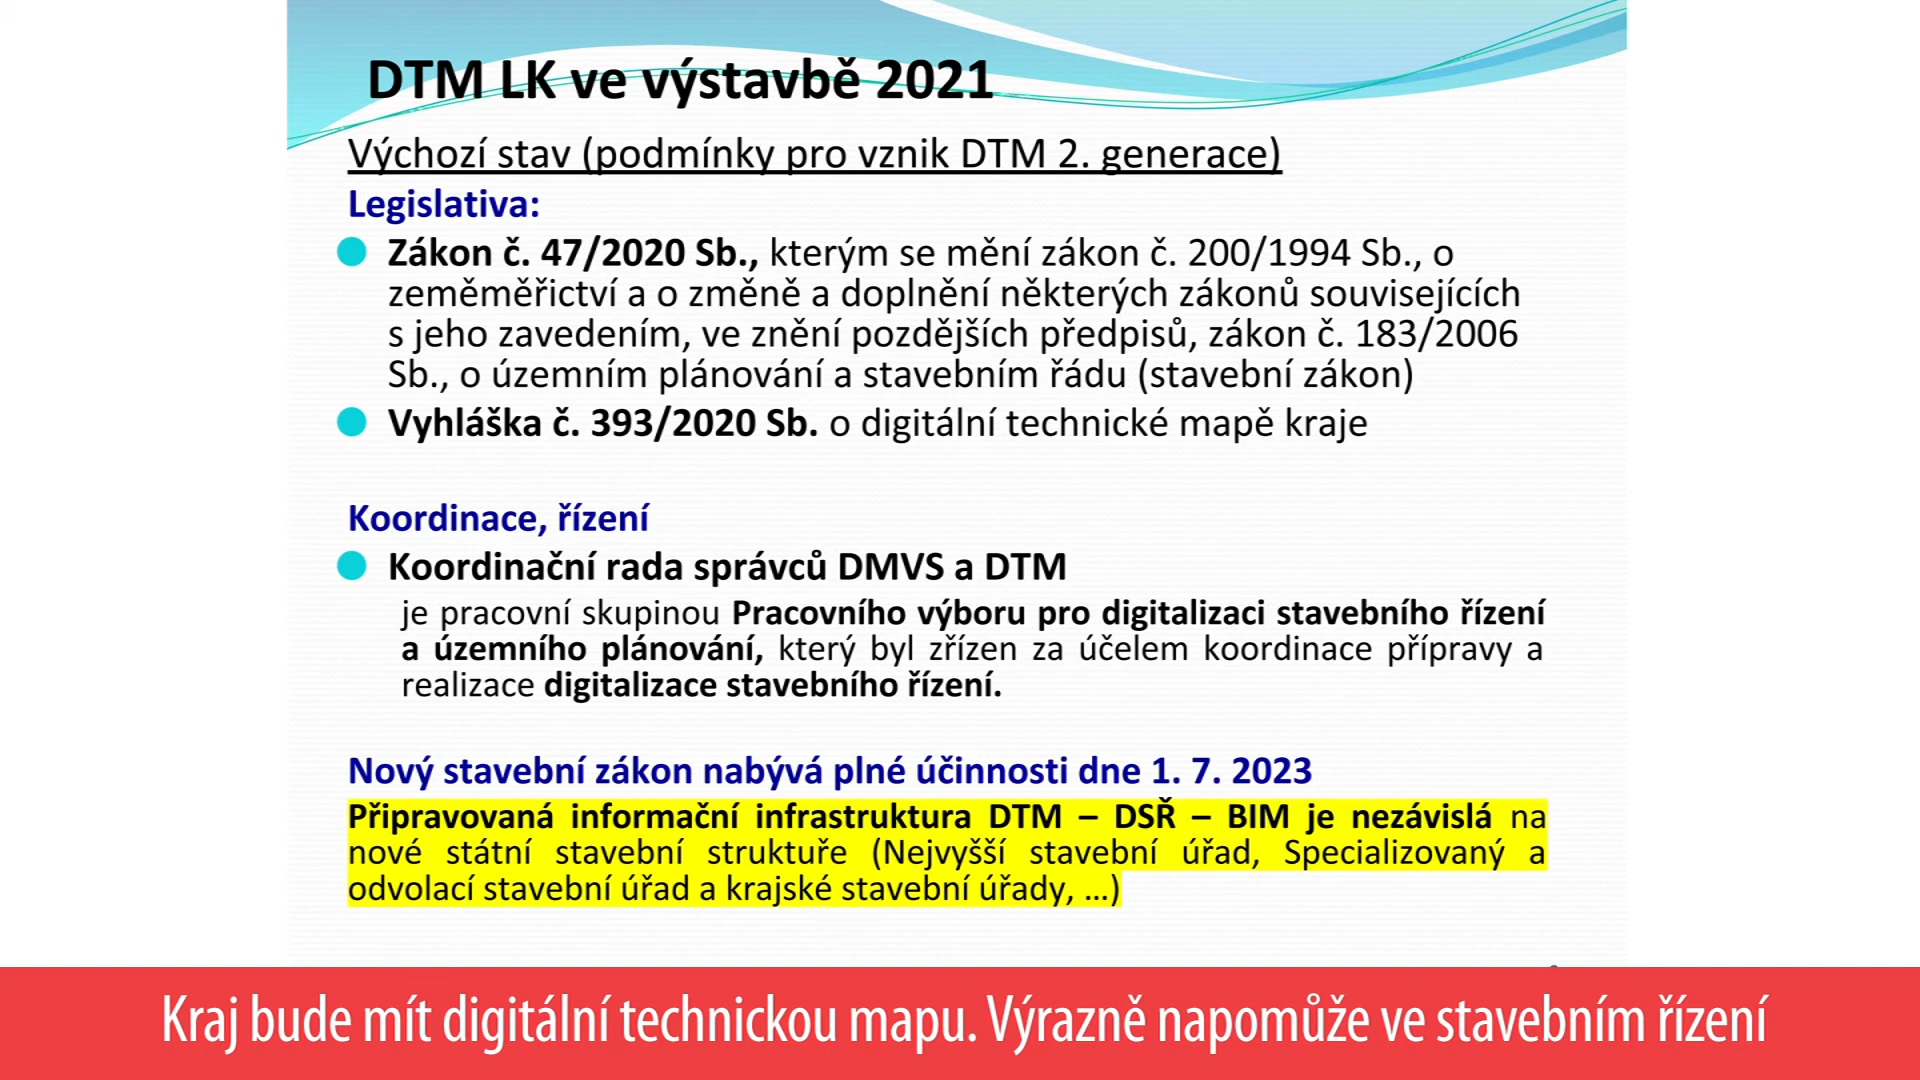 DTM LK ve výstavbě 2021
Výchozí stav (podmínky pro vznik DTM 2. generace)
Legislativa:
Zákon č. 47/2020 Sb., kterým se mění zákon č. 200/1994 Sb., o
zeměměřictví a o změně a doplnění některých zákonů souvisejících
s jeho zavedením, ve znění pozdějších předpisů, zákon č. 183/2006
Sb., o územním plánování a stavebním řádu (stavební zákon)
Vyhláška č. 393/2020 Sb. o digitální technické mapě kraje
Koordinace, řízení
Koordinační rada správců DMVS a DTM
je pracovní skupinou Pracovního výboru pro digitalizaci stavebního řízení
a územního plánování, který byl zřízen za účelem koordinace přípravy a
realizace digitalizace stavebního řízení.
Nový stavební zákon nabývá plné účinnosti dne 1. 7. 2023
Připravovaná informační infrastruktura DTM – DSŘ – BIM je nezávislá na
nové státní stavební struktuře (Nejvyšší stavební úřad, Specializovaný a
odvolací stavební úřad a krajské stavební úřady, …)
Kraj bude mít digitální technickou mapu. Výrazně napomůže ve stavebním řízení